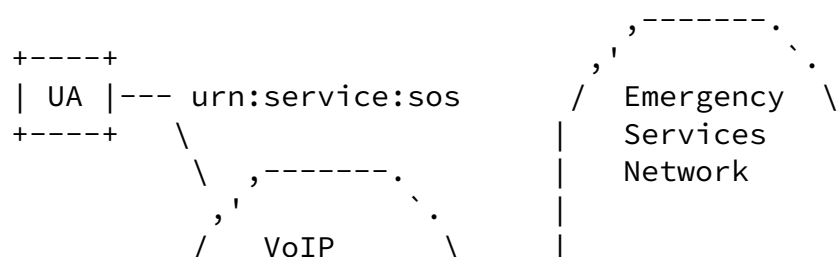 ,-------.
+----+                                  ,'         `.
| UA |--- urn:service:sos              /  Emergency  \
+----+    \                           |   Services
           \  ,-------.               |   Network
            ,'         `.             |
           /   VoIP      \            |